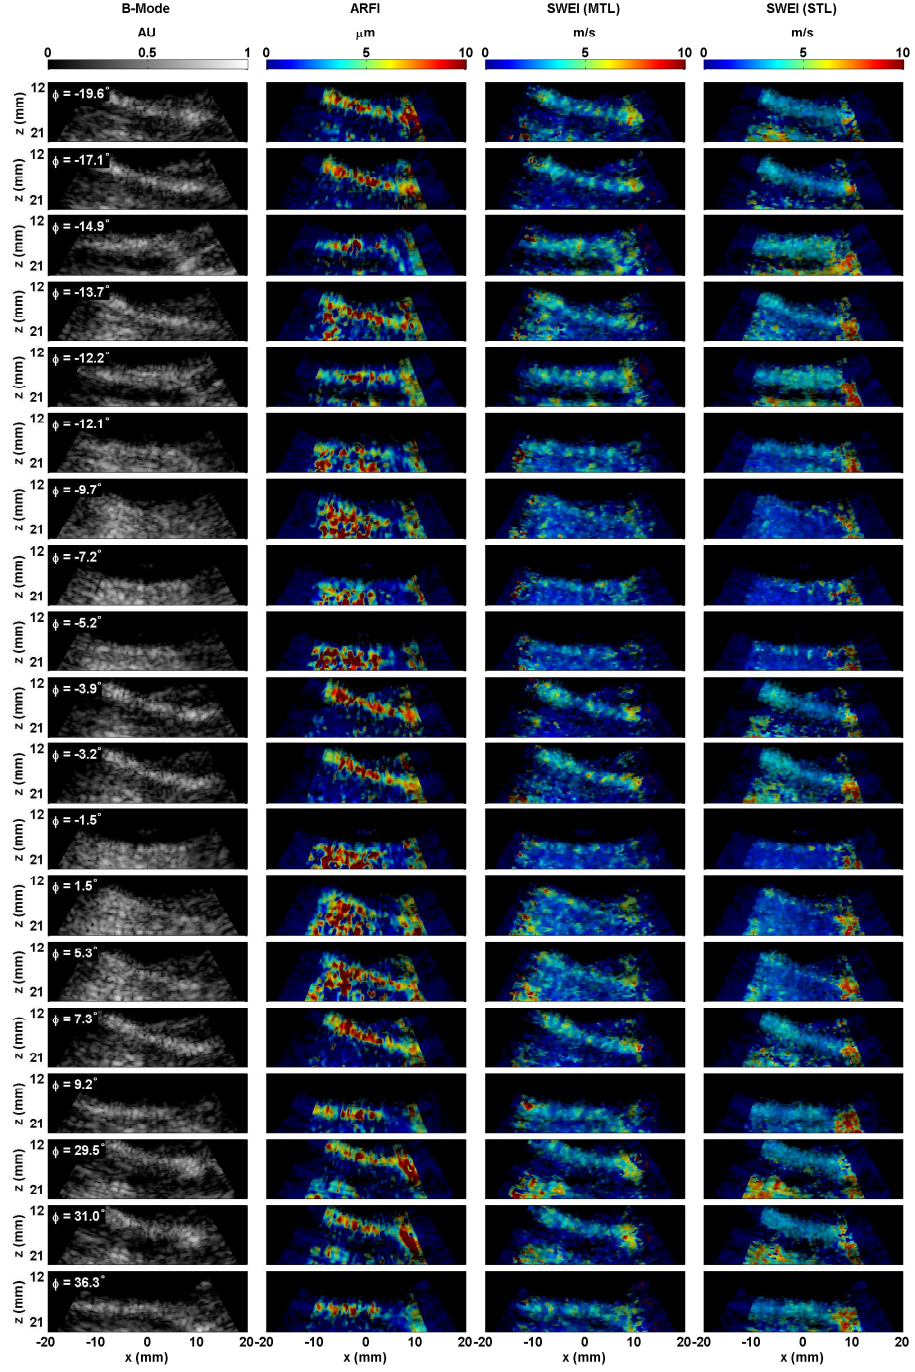 B-Mode ARFI SWEI (MTL) SWEI (STL)
AU μm m/s m/s
0 0.5 1 0 5 10 0 5 10 0 5 10
12 ϕ = -19.6°
z (mm)
21
12 ϕ = -17.1°
z (mm)
21
12 ϕ = -14.9°
z (mm)
21
12 ϕ = -13.7°
z (mm)
21
12 ϕ = -12.2°
z (mm)
21
12 ϕ = -12.1°
z (mm)
21
12 ϕ = -9.7°
z (mm)
21
12 ϕ = -7.2°
z (mm)
21
12 ϕ = -5.2°
z (mm)
21
12 ϕ = -3.9°
z (mm)
21
12 ϕ = -3.2°
z (mm)
21
12 ϕ = -1.5°
z (mm)
21
12 ϕ = 1.5°
z (mm)
21
12 ϕ = 5.3°
z (mm)
21
12 ϕ = 7.3°
z (mm)
21
12 ϕ = 9.2°
z (mm)
21
12 ϕ = 29.5°
z (mm)
21
12 ϕ = 31.0°
z (mm)
21
12 ϕ = 36.3°
z (mm)
21
-20 -10 0 10 20 -20 -10 0 10 20 -20 -10 0 10 20 -20 -10 0 10 20
x (mm) x (mm) x (mm) x (mm)